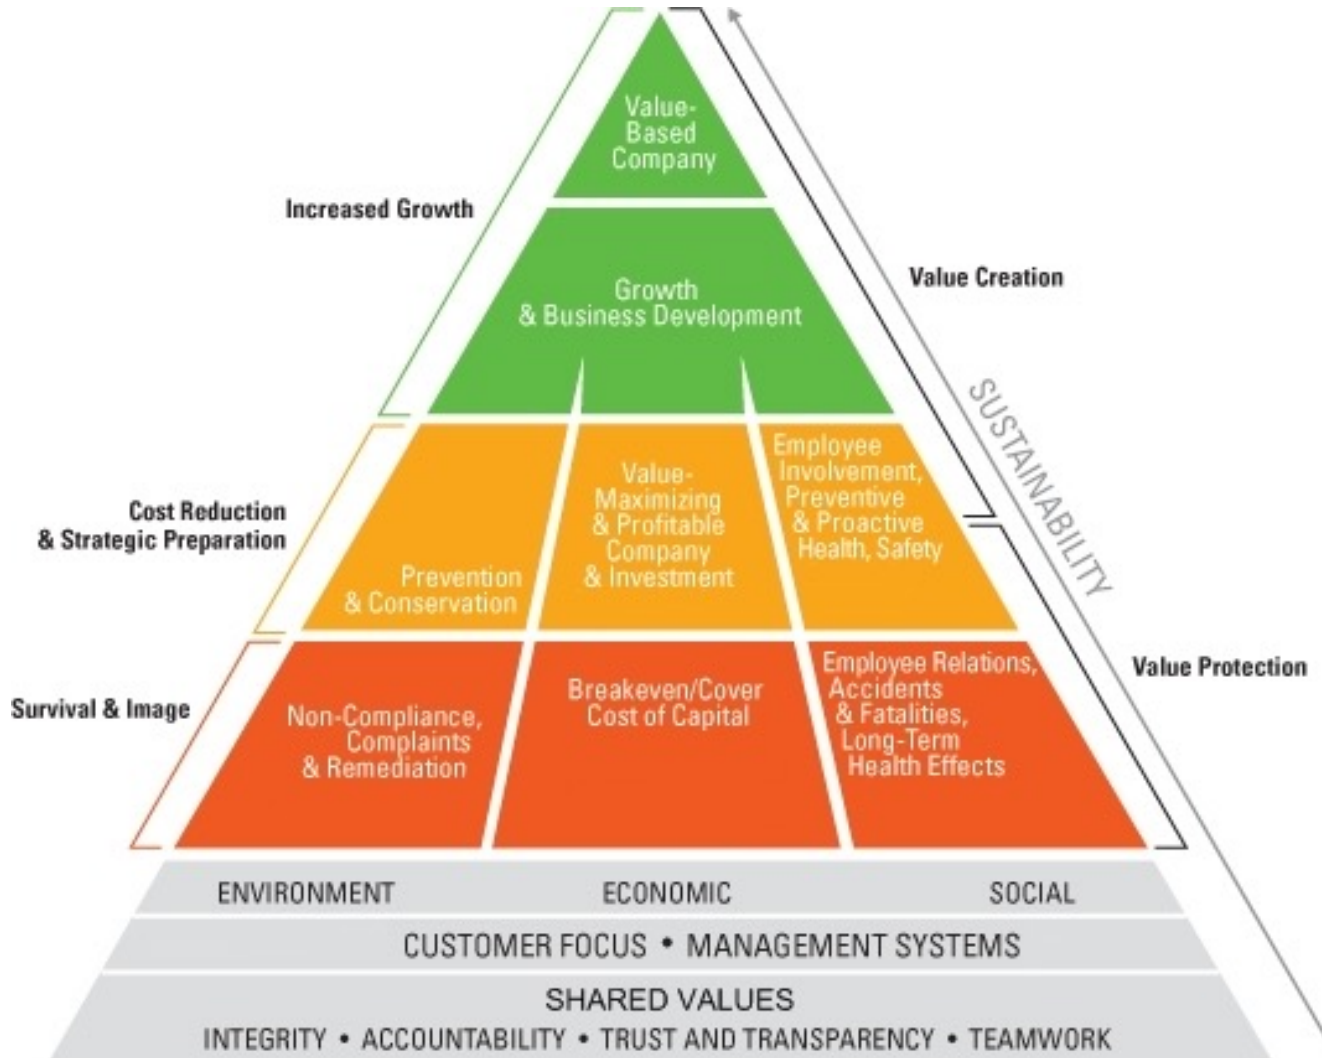 Value-
Based
Company
Increased Growth
Value Creation
Growth
& Business Development
SUSTAINABILITY
Cost Reduction
& Strategic Preparation
Prevention
& Conservation
Value-
Maximizing
& Profitable
Company
& Investment
Employee
Involvement,
Preventive
& Proactive
Health, Safety
Value Protection
Survival & Image
Non-Compliance,
Complaints
& Remediation
Breakeven/Cover
Cost of Capital
Employee Relations,
Accidents
& Fatalities,
Long-Term
Health Effects
ENVIRONMENT ECONOMIC SOCIAL
CUSTOMER FOCUS • MANAGEMENT SYSTEMS
SHARED VALUES
INTEGRITY • ACCOUNTABILITY • TRUST AND TRANSPARENCY • TEAMWORK